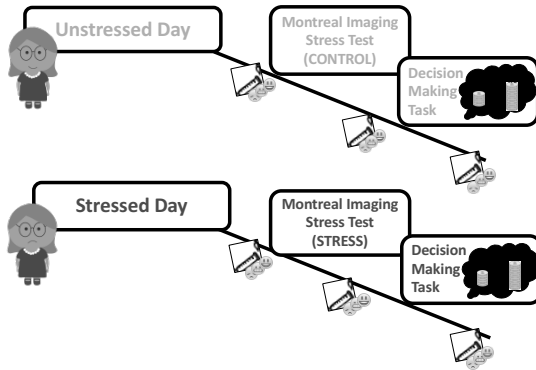 Unstressed Day
Montreal Imaging
Stress Test
(CONTROL)
Decision
Making
Task
Stressed Day
Montreal Imaging
Stress Test
(STRESS)
Decision
Making
Task